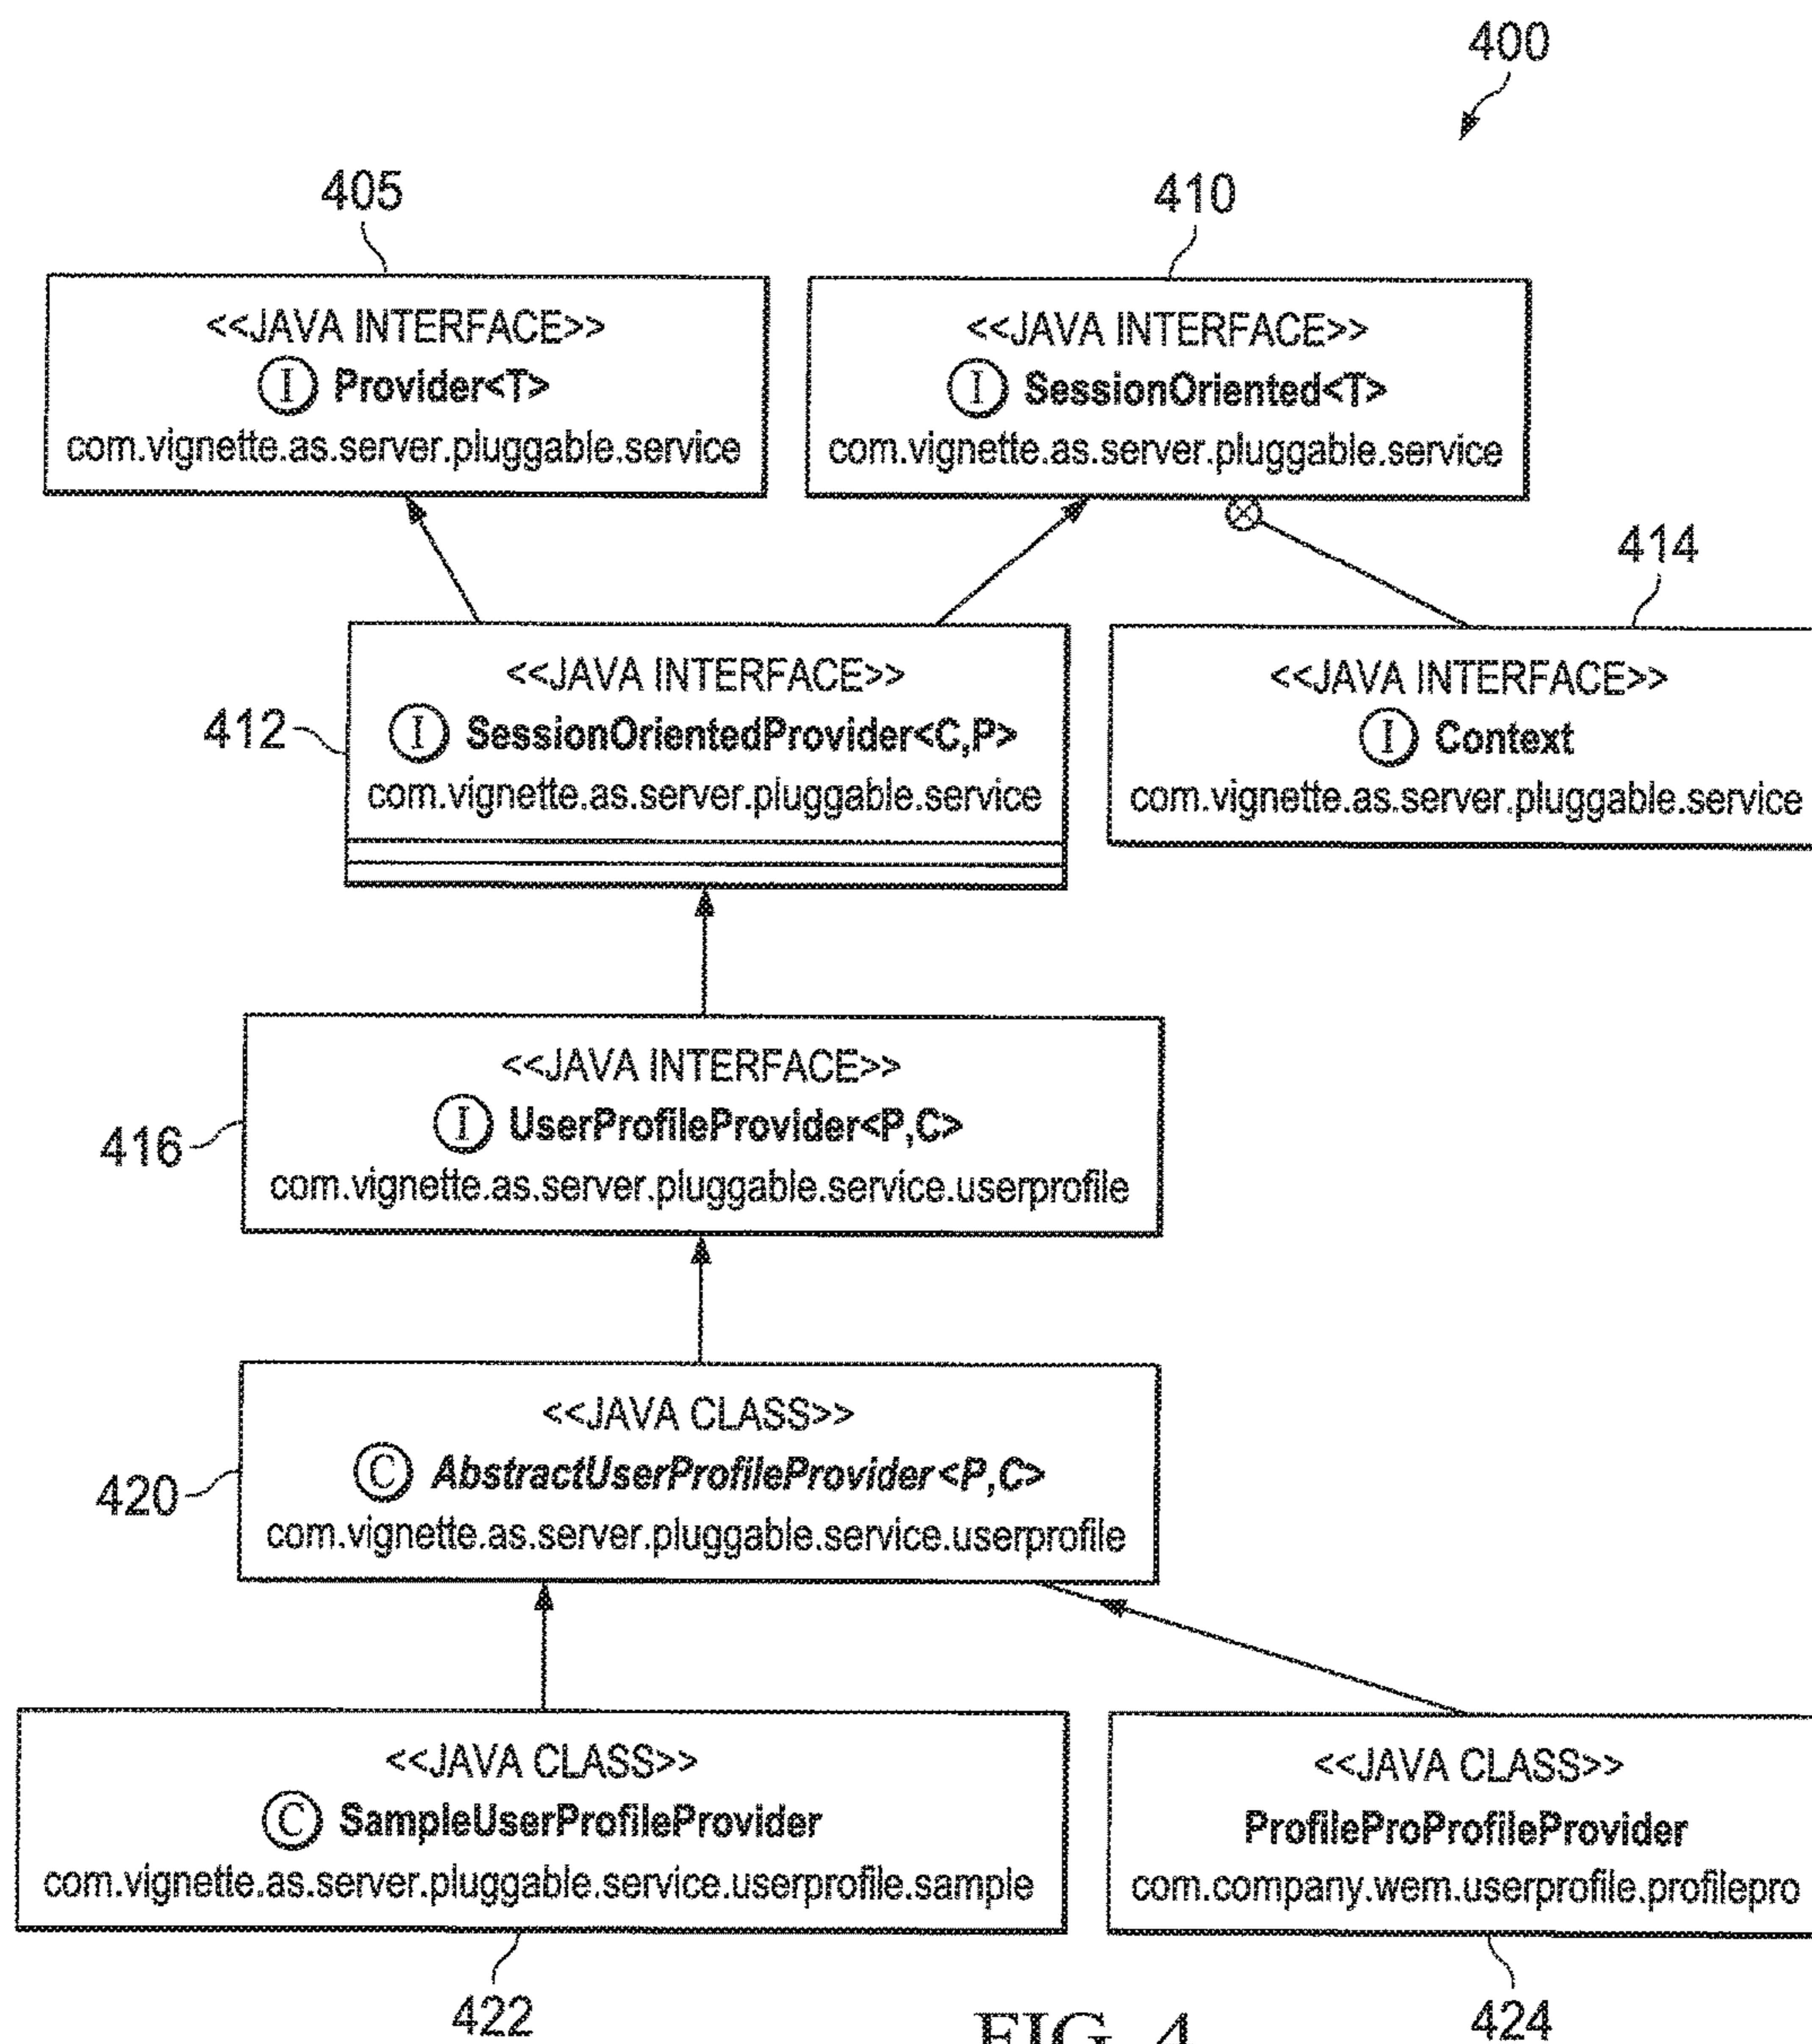 400
405
410
<<JAVA INTERFACE>>
I Provider<T>
com.vignette.as.server.pluggable.service
<<JAVA INTERFACE>>
I SessionOriented<T>
com.vignette.as.server.pluggable.service
414
412
<<JAVA INTERFACE>>
I SessionOrientedProvider<C,P>
com.vignette.as.server.pluggable.service
<<JAVA INTERFACE>>
I Context
com.vignette.as.server.pluggable.service
416
<<JAVA INTERFACE>>
I UserProfileProvider<P,C>
com.vignette.as.server.pluggable.service.userprofile
420
<<JAVA CLASS>>
C AbstractUserProfileProvider<P,C>
com.vignette.as.server.pluggable.service.userprofile
<<JAVA CLASS>>
C SampleUserProfileProvider
com.vignette.as.server.pluggable.service.userprofile.sample
<<JAVA CLASS>>
ProfileProProfileProvider
com.company.wem.userprofile.profilepro
422
424
FIG. 4